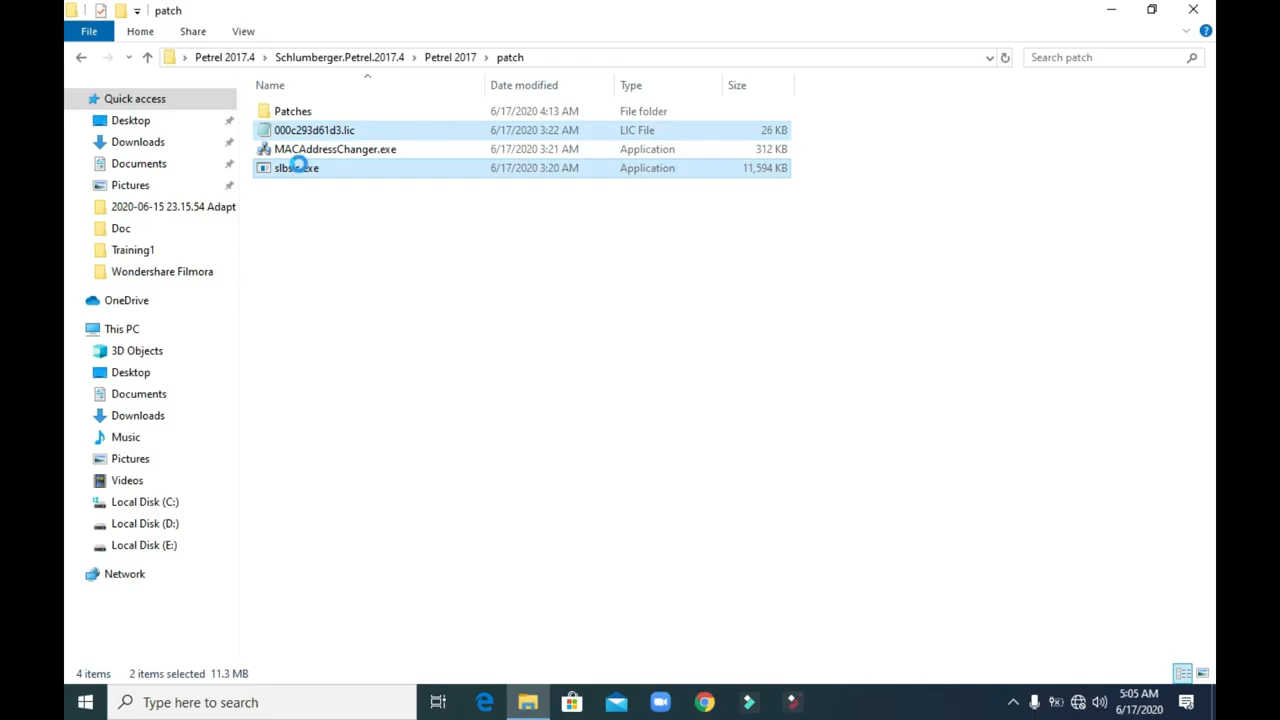 patch
File Home Share View
Petrel 2017.4 Schlumberger.Petrel.2017.4 Petrel 2017 patch
Search patch
Name Date modified Type Size
Quick access
Desktop
Downloads
Documents
Pictures
2020-06-15 23.15.54 Adapt
Doc
Training1
Wondershare Filmora
OneDrive
This PC
3D Objects
Desktop
Documents
Downloads
Music
Pictures
Videos
Local Disk (C:)
Local Disk (D:)
Local Disk (E:)
Network
Patches 6/17/2020 4:13 AM File folder
000c293d61d3.lic 6/17/2020 3:22 AM LIC File 26 KB
MACAddressChanger.exe 6/17/2020 3:21 AM Application 312 KB
6/17/2020 3:20 AM Application 11,594 KB
4 items 2 items selected 11.3 MB
Type here to search
5:05 AM
6/17/2020